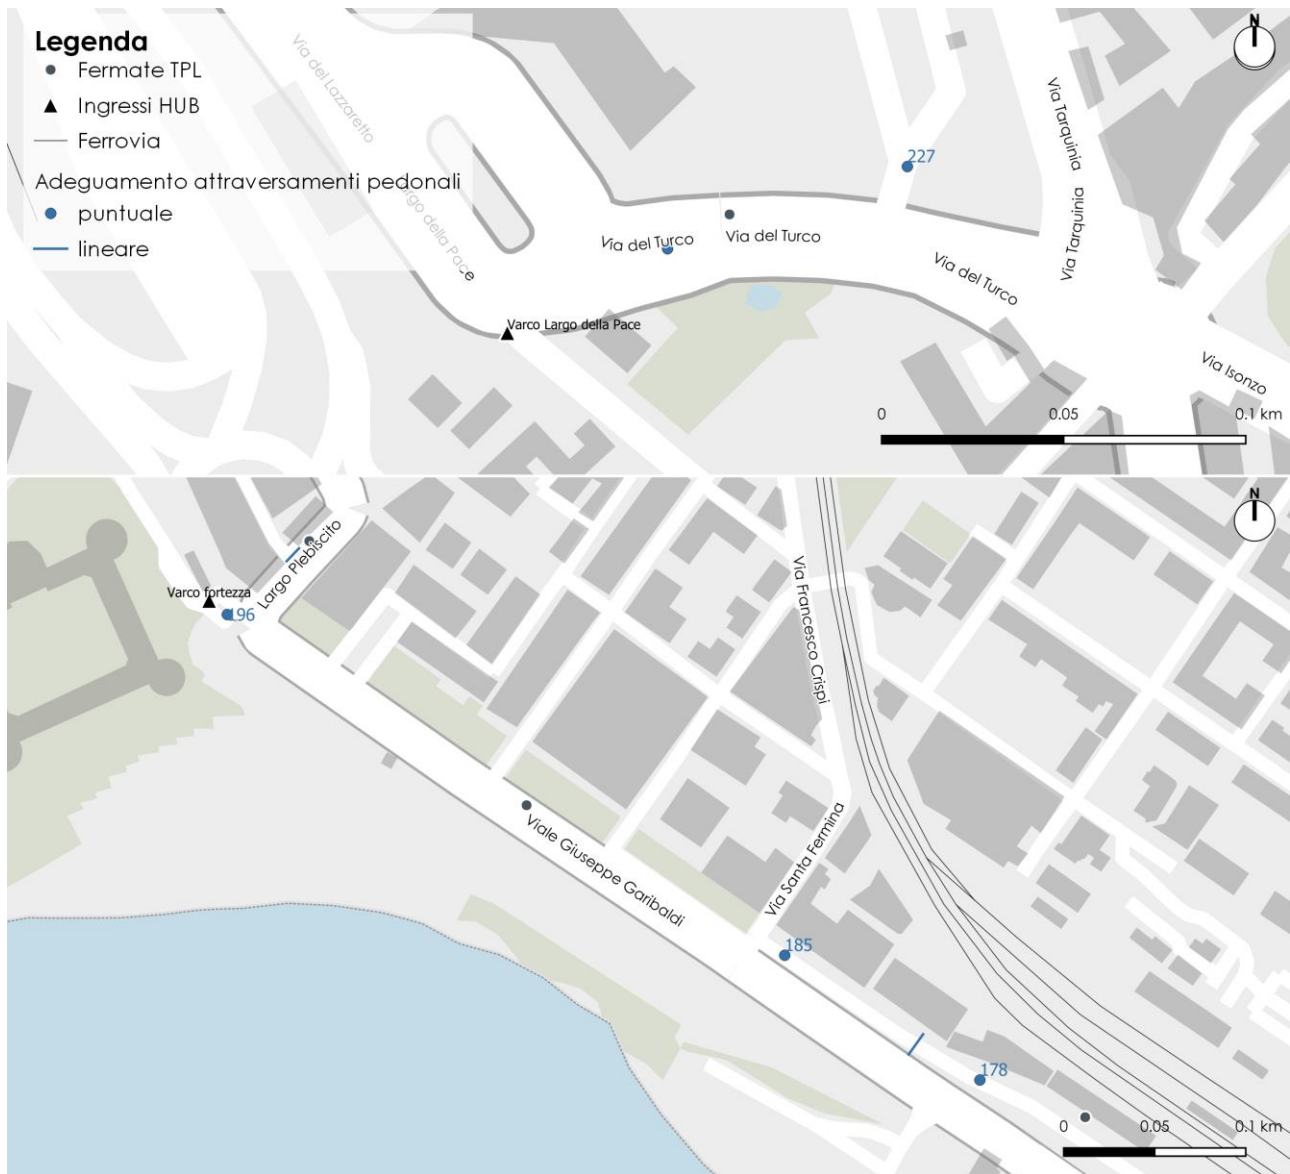 Legenda
Fermate TPL
Ingressi HUB
Ferrovia
Adeguamento attraversamenti pedonali
puntuale
lineare
Via del Lazzaretto
Largo della Pace
N
Via Tarquinia
Via Tarquinia
227
Via del Turco
Via del Turco
Via del Turco
Varco Largo della Pace
Via Isonzo
0
0.05
0.1 km
N
Largo Plebiscito
Varco fortezza
196
Via Francesco Crispi
Viale Giuseppe Garibaldi
Via Santa Fermina
185
178
0
0.05
0.1 km